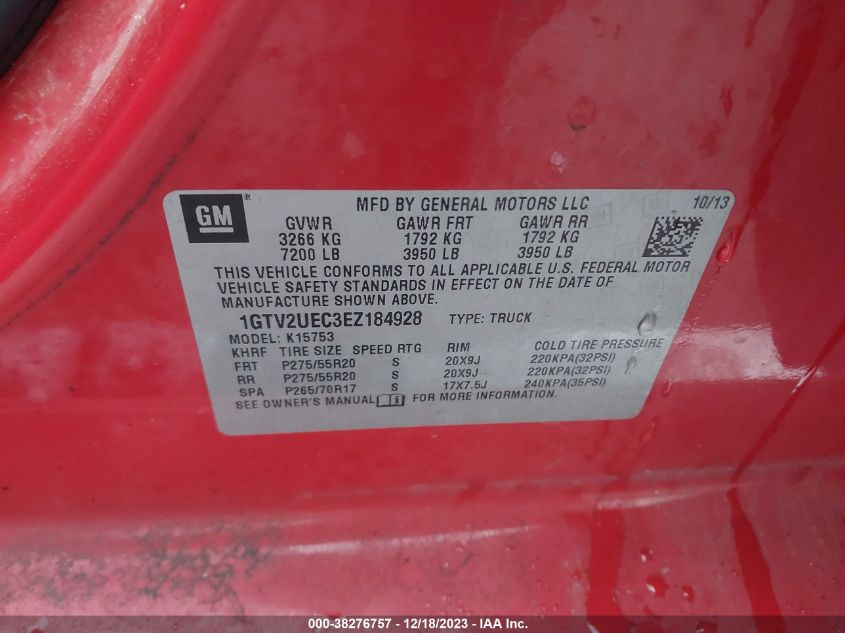 GM ®
MFD BY GENERAL MOTORS LLC 10/13
GVWR GAWR FRT GAWR RR
3266 KG 1792 KG 1792 KG
7200 LB 3950 LB 3950 LB
THIS VEHICLE CONFORMS TO ALL APPLICABLE U.S. FEDERAL MOTOR
VEHICLE SAFETY STANDARDS IN EFFECT ON THE DATE OF
MANUFACTURE SHOWN ABOVE.
1GTV2UEC3EZ184928 TYPE: TRUCK
MODEL: K15753
KHRF TIRE SIZE SPEED RTG RIM COLD TIRE PRESSURE
FRT P275/55R20 S 20X9J 220KPA(32PSI)
RR P275/55R20 S 20X9J 220KPA(32PSI)
SPA P265/70R17 S 17X7.5J 240KPA(35PSI)
SEE OWNER'S MANUAL i FOR MORE INFORMATION.
000-38276757 - 12/18/2023 - IAA Inc.